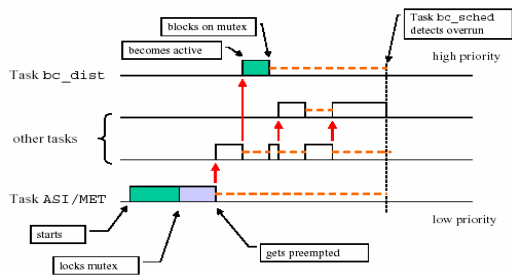 blocks on mutex
Task bc_sched
detects overrun
becomes active
high priority
Task bc_dist
other tasks
Task ASI/MET
low priority
starts
gets preempted
locks mutex